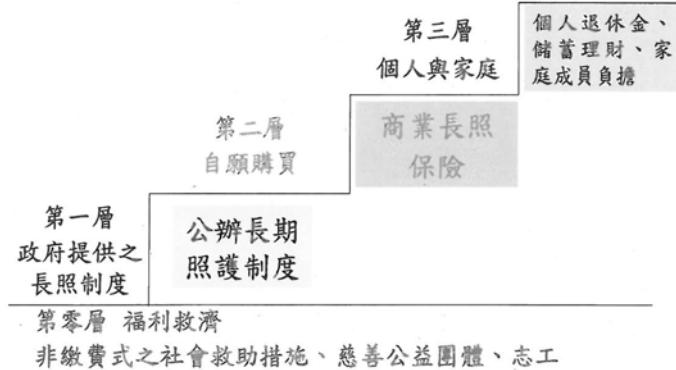 第三層
個人與家庭
個人退休金、
儲蓄理財、家
庭成員負擔
第二層
自願購買
商業長照
保險
第一層
政府提供之
長照制度
公辦長期
照護制度
第零層 福利救濟
非繳費式之社會救助措施、慈善公益團體、志工